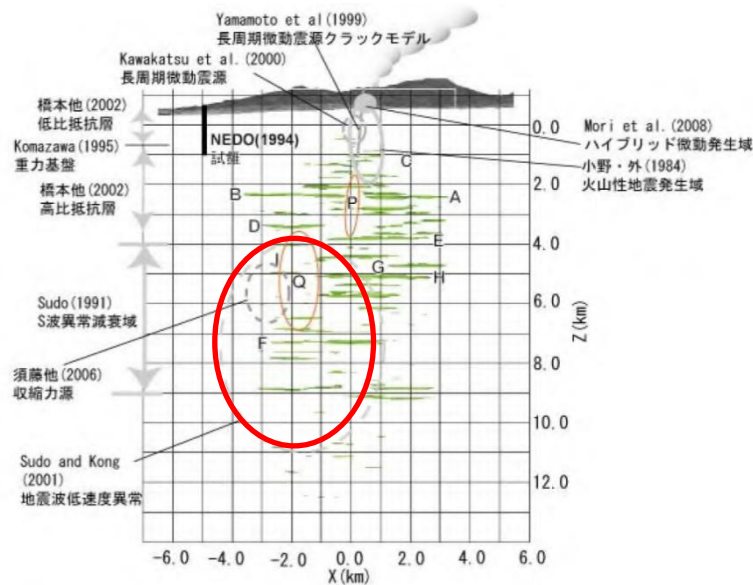 Yamamoto et al(1999)
長周期微動震源クラックモデル
Kawakatsu et al.(2000)
長周期微動震源
橋本他(2002)
低比抵抗層
Komazawa(1995)
重力基盤
橋本他(2002)
高比抵抗層
Sudo(1991)
S波異常減衰域
須藤他(2006)
収縮力源
Sudo and Kong
(2001)
地震波低速度異常
NEDO(1994)
試錐
Mori et al.(2008)
ハイブリッド微動発生域
小野・外(1984)
火山性地震発生域
C
B
P
A
D
E
J
G
Q
H
F
0.0
2.0
4.0
6.0
8.0
10.0
12.0
Z(km)
-6.0 -4.0 -2.0 0.0 2.0 4.0 6.0
X(km)